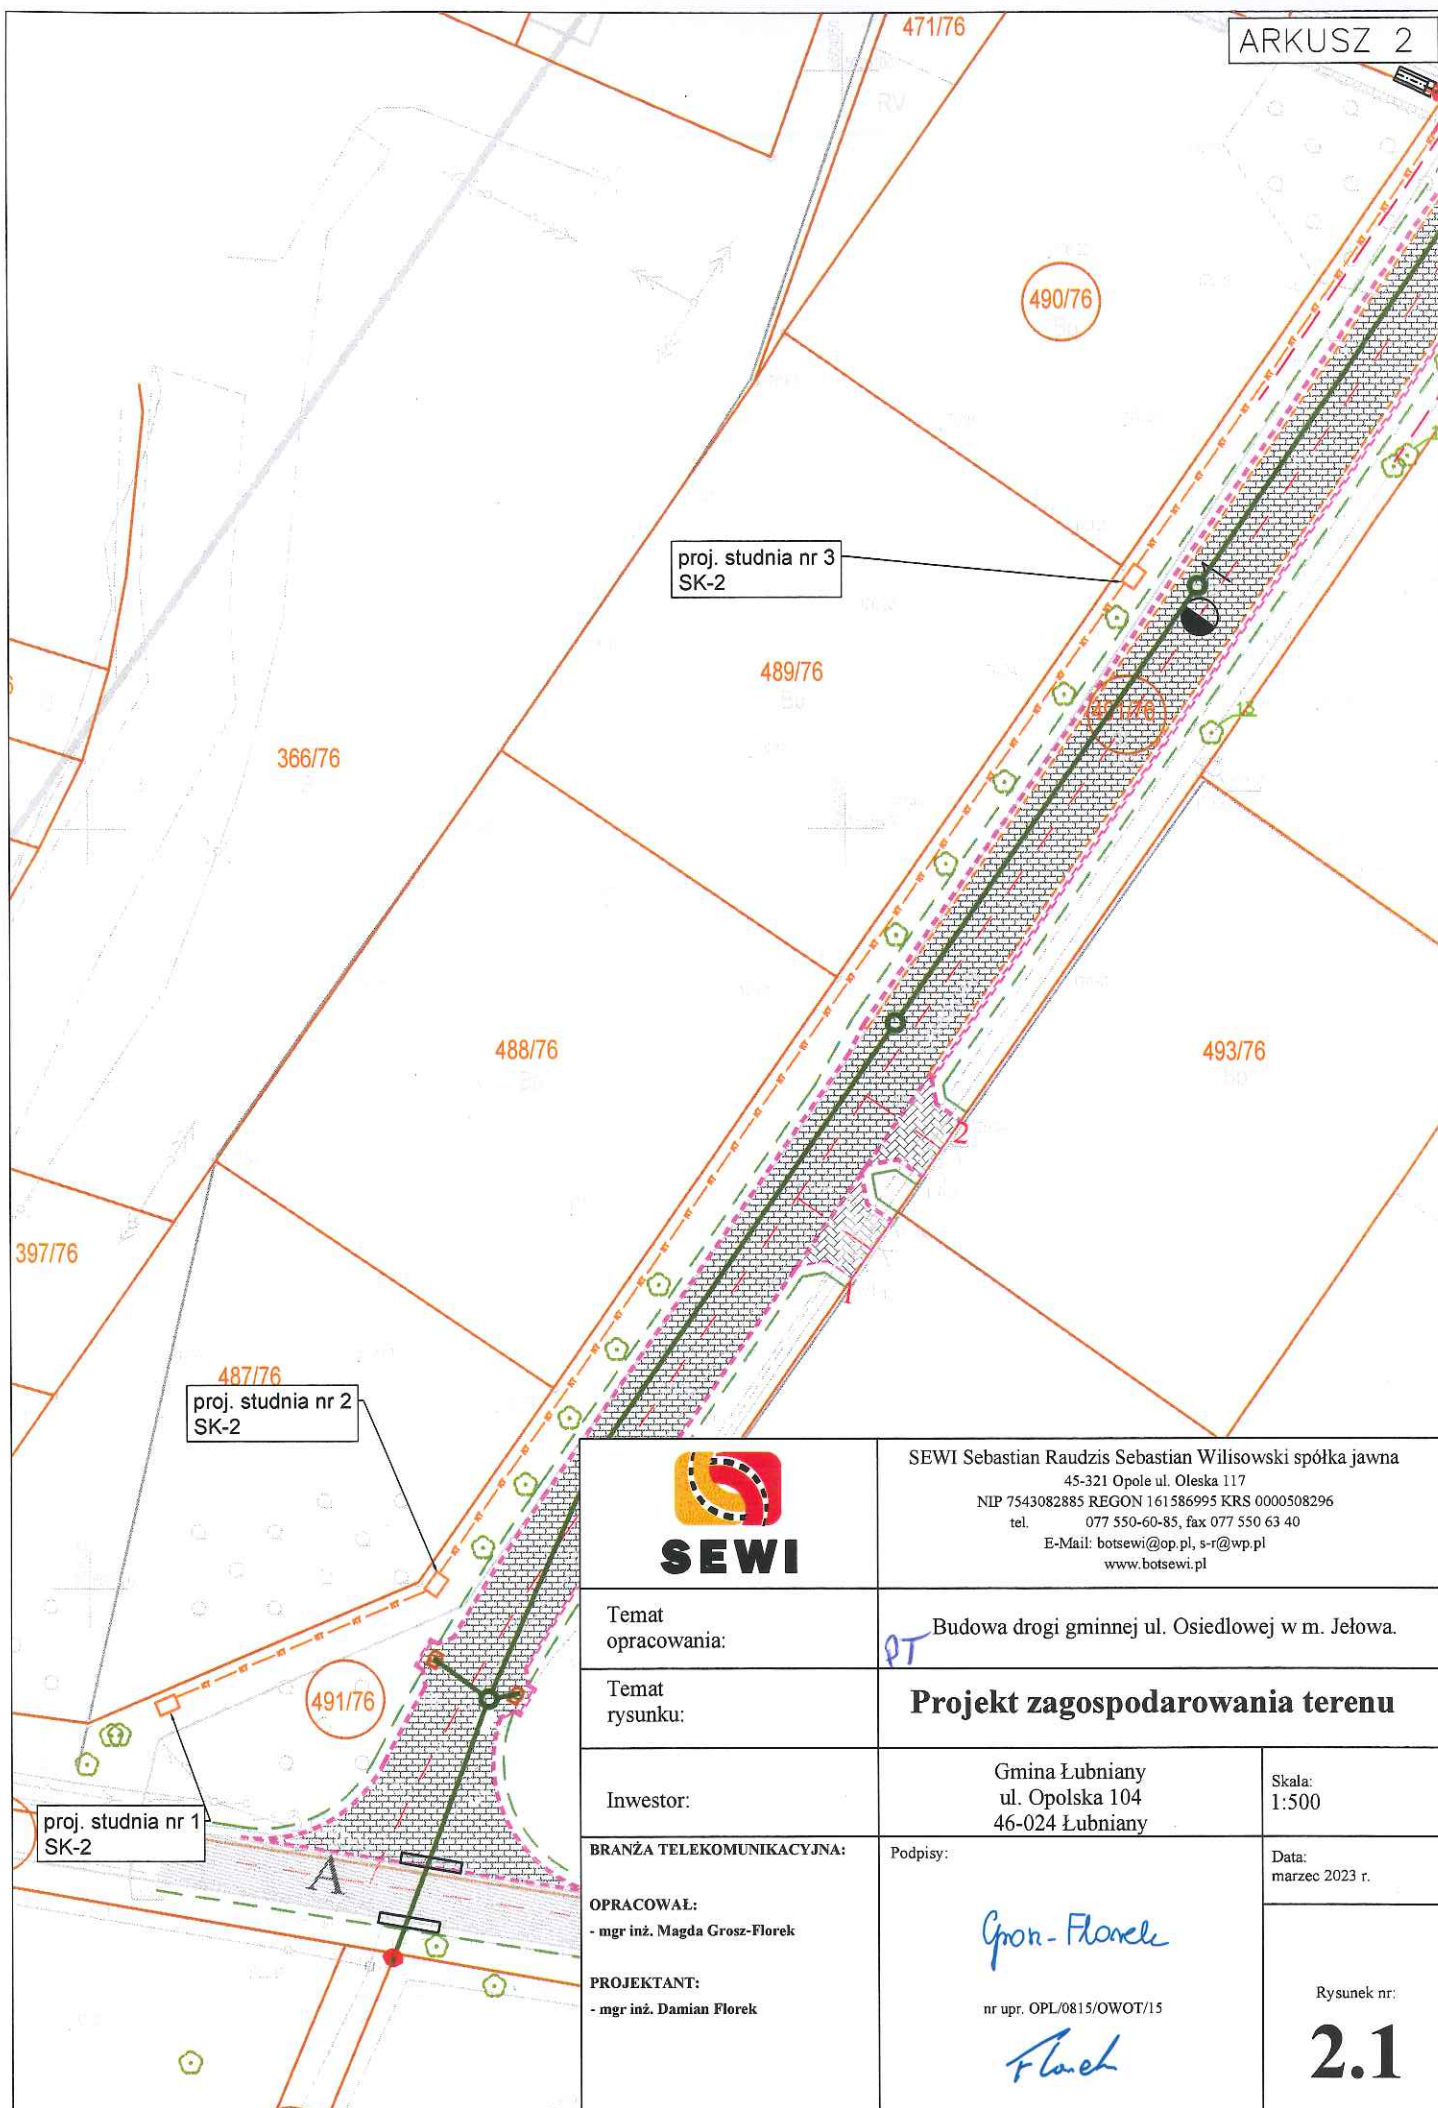 ARKUSZ 2
471/76
RV
490/76
proj. studnia nr 3
SK-2
489/76
366/76
491/76
13
488/76
493/76
2
1
397/76
487/76
proj. studnia nr 2
SK-2
491/76
proj. studnia nr 1
SK-2
A
SEWI
SEWI Sebastian Raudzis Sebastian Wilisowski spółka jawna
45-321 Opole ul. Oleska 117
NIP 7543082885 REGON 161586995 KRS 0000508296
tel. 077 550-60-85, fax 077 550 63 40
E-Mail: botsewi@op.pl, s-r@wp.pl
www.botsewi.pl
Temat
opracowania:
PT Budowa drogi gminnej ul. Osiedlowej w m. Jełowa.
Temat
rysunku:
Projekt zagospodarowania terenu
Inwestor:
Gmina Łubniany
ul. Opolska 104
46-024 Łubniany
Skala:
1:500
BRANŻA TELEKOMUNIKACYJNA:
OPRACOWAŁ:
- mgr inż. Magda Grosz-Florek
PROJEKTANT:
- mgr inż. Damian Florek
Podpisy:
nr upr. OPL/0815/OWOT/15
Data:
marzec 2023 r.
Rysunek nr:
2.1